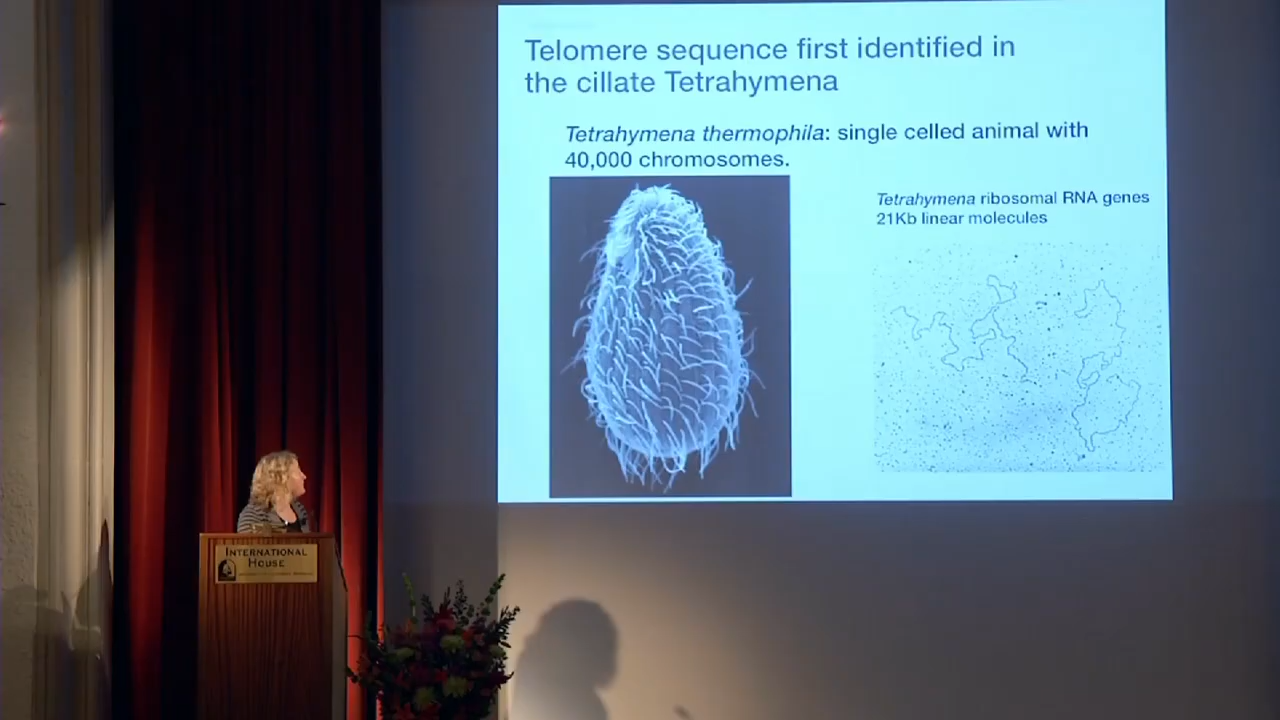 Telomere sequence first identified in
the cillate Tetrahymena
Tetrahymena thermophila: single celled animal with
40,000 chromosomes.
Tetrahymena ribosomal RNA genes
21Kb linear molecules
INTERNATIONAL
HOUSE